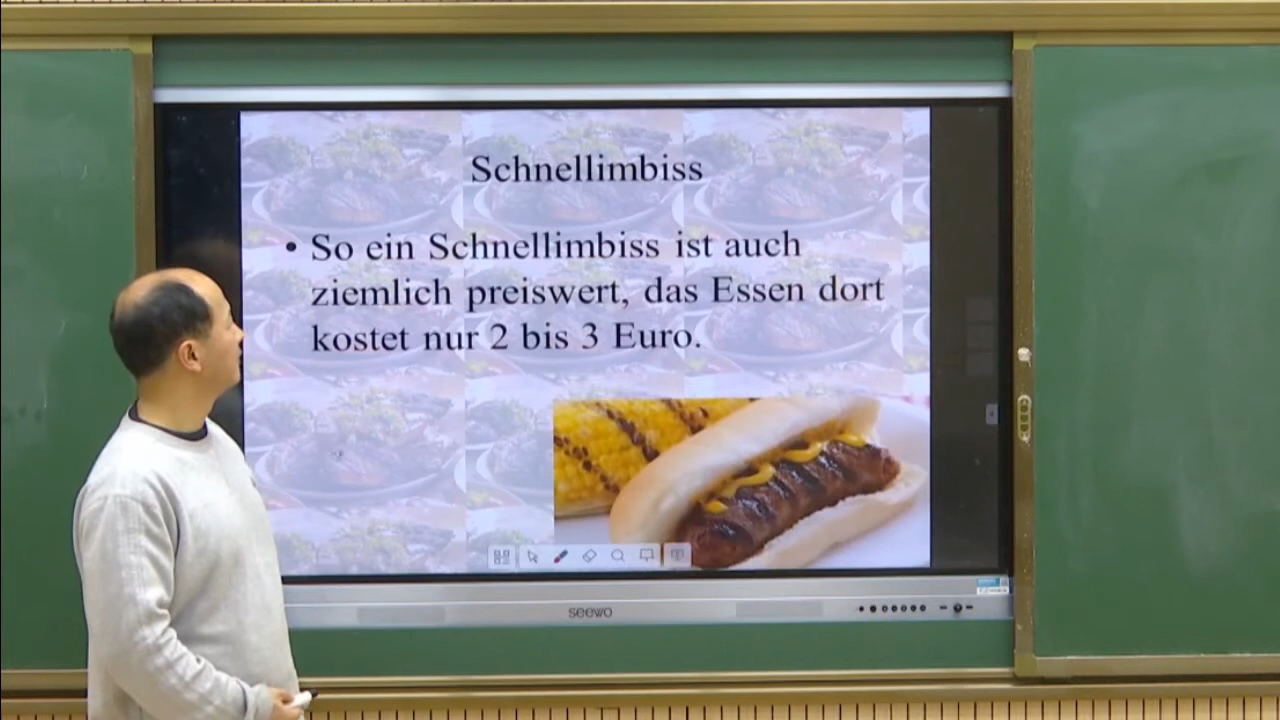 Schnellimbiss
• So ein Schnellimbiss ist auch
ziemlich preiswert, das Essen dort
kostet nur 2 bis 3 Euro.
seewo